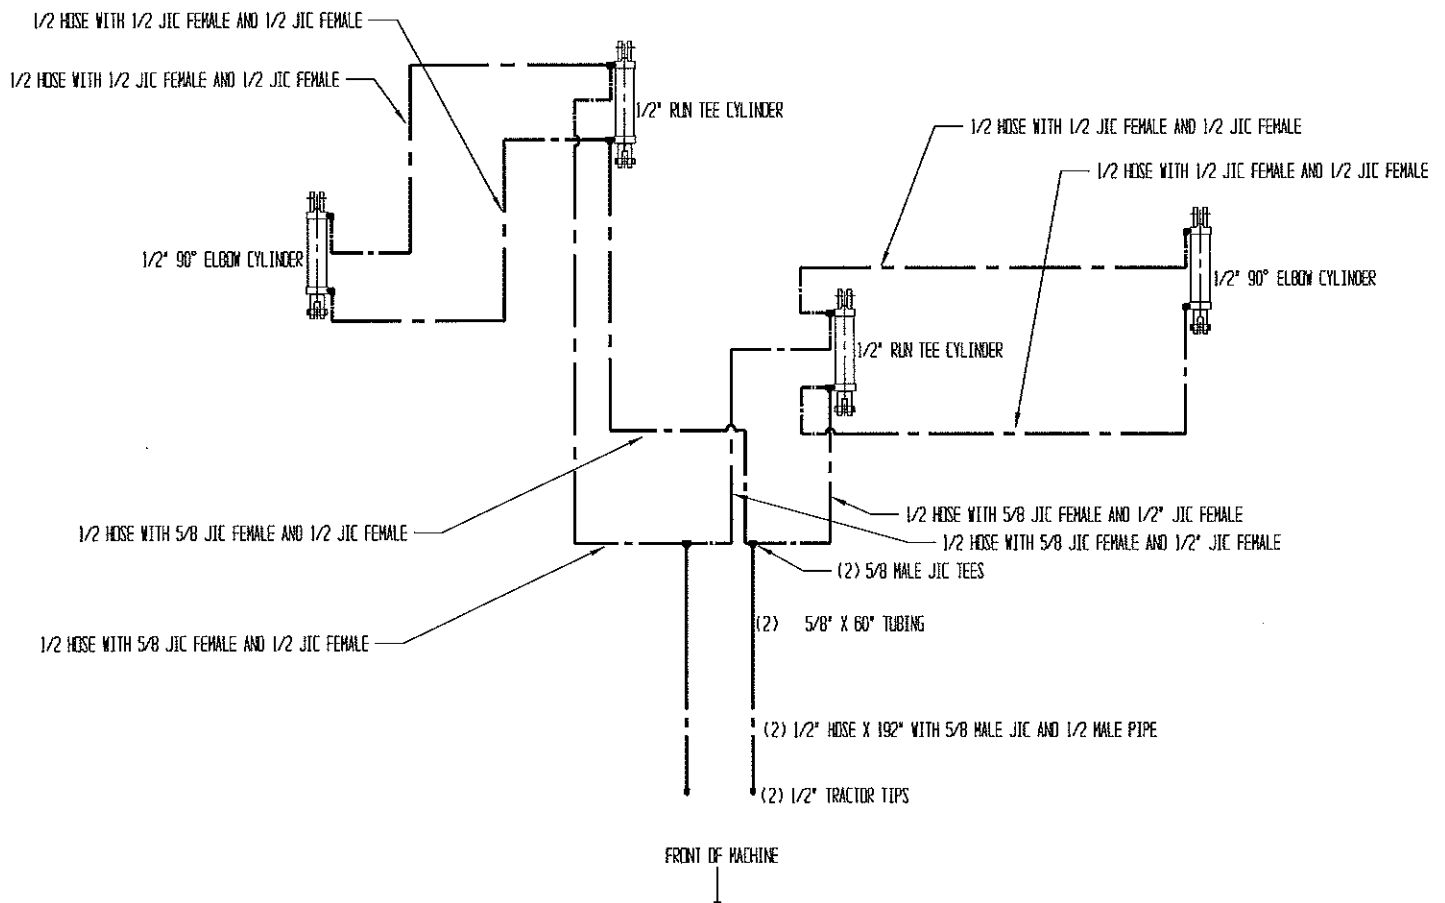 1/2 HOSE WITH 1/2 JIC FEMALE AND 1/2 JIC FEMALE
1/2 HOSE WITH 1/2 JIC FEMALE AND 1/2 JIC FEMALE
1/2" RUN TEE CYLINDER
1/2 HOSE WITH 1/2 JIC FEMALE AND 1/2 JIC FEMALE
1/2 HOSE WITH 1/2 JIC FEMALE AND 1/2 JIC FEMALE
1/2" 90° ELBOW CYLINDER
1/2" 90° ELBOW CYLINDER
1/2" RUN TEE CYLINDER
1/2 HOSE WITH 5/8 JIC FEMALE AND 1/2" JIC FEMALE
1/2 HOSE WITH 5/8 JIC FEMALE AND 1/2 JIC FEMALE
1/2 HOSE WITH 5/8 JIC FEMALE AND 1/2" JIC FEMALE
(2) 5/8 MALE JIC TEES
(2) 5/8" X 60" TUBING
1/2 HOSE WITH 5/8 JIC FEMALE AND 1/2 JIC FEMALE
(2) 1/2" HOSE X 192" WITH 5/8 MALE JIC AND 1/2 MALE PIPE
(2) 1/2" TRACTOR TIPS
FRONT OF MACHINE